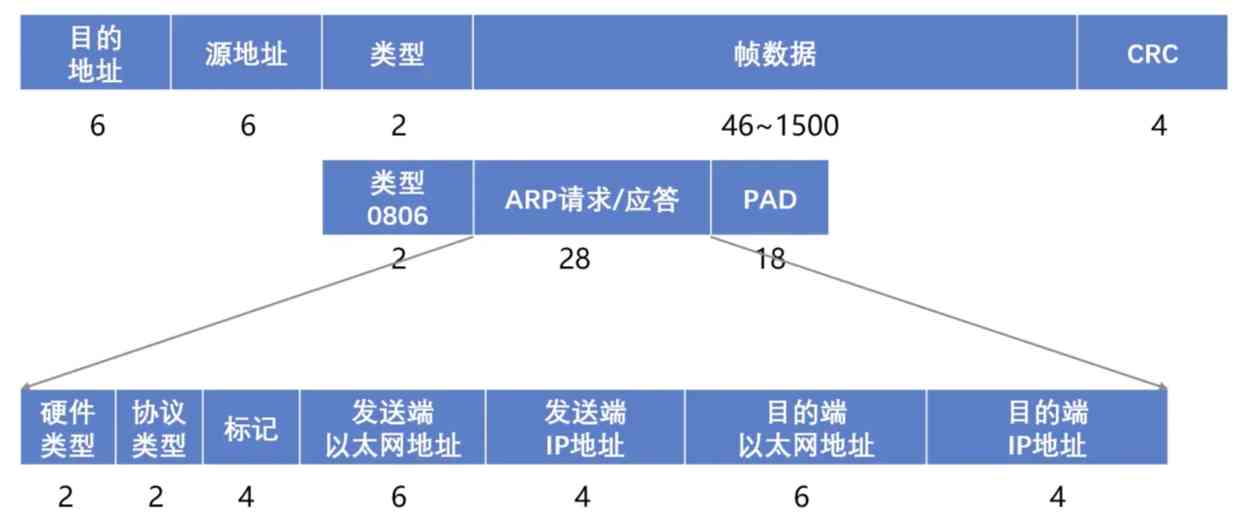 目的
地址
源地址
类型
帧数据
CRC
6
6
2
46~1500
4
类型
0806
ARP请求/应答
PAD
2
28
18
硬件
类型
协议
类型
标记
发送端
以太网地址
发送端
IP地址
目的端
以太网地址
目的端
IP地址
2
2
4
6
4
6
4